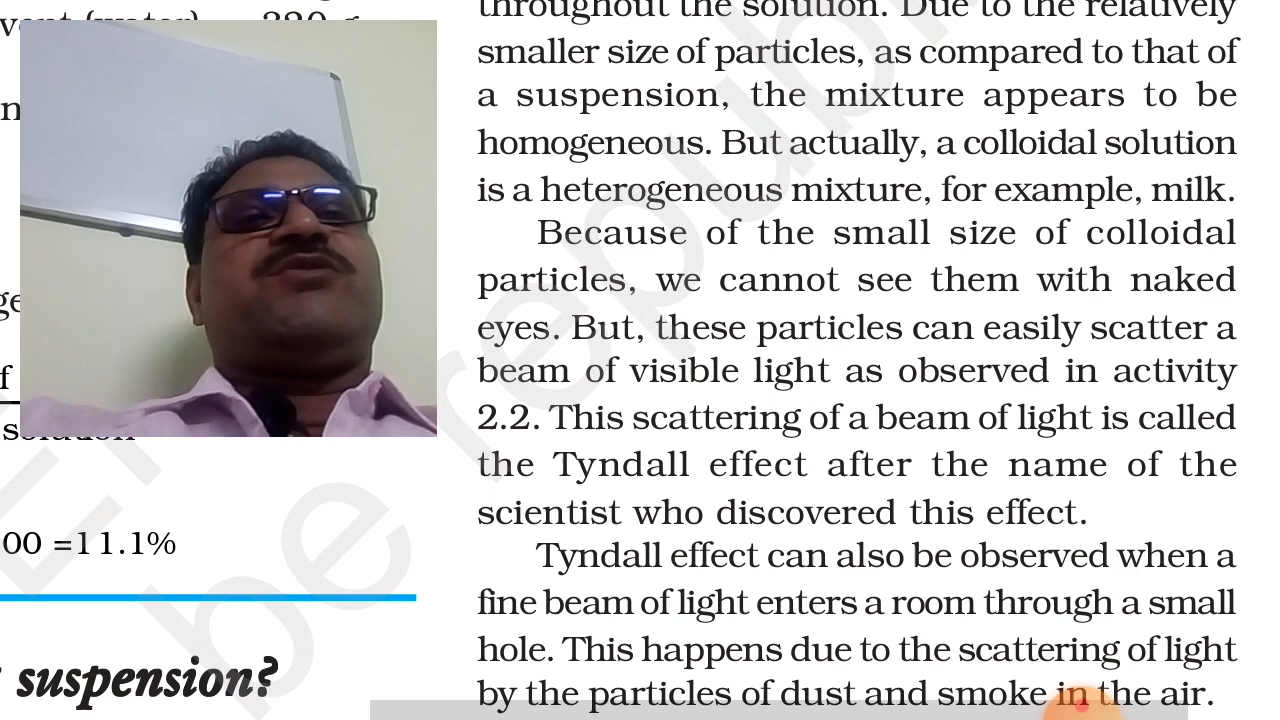 320 g
solution
00 =11.1%
suspension?
throughout the solution. Due to the relatively
smaller size of particles, as compared to that of
a suspension, the mixture appears to be
homogeneous. But actually, a colloidal solution
is a heterogeneous mixture, for example, milk.
Because of the small size of colloidal
particles, we cannot see them with naked
eyes. But, these particles can easily scatter a
beam of visible light as observed in activity
2.2. This scattering of a beam of light is called
the Tyndall effect after the name of the
scientist who discovered this effect.
Tyndall effect can also be observed when a
fine beam of light enters a room through a small
hole. This happens due to the scattering of light
by the particles of dust and smoke in the air.
be republi